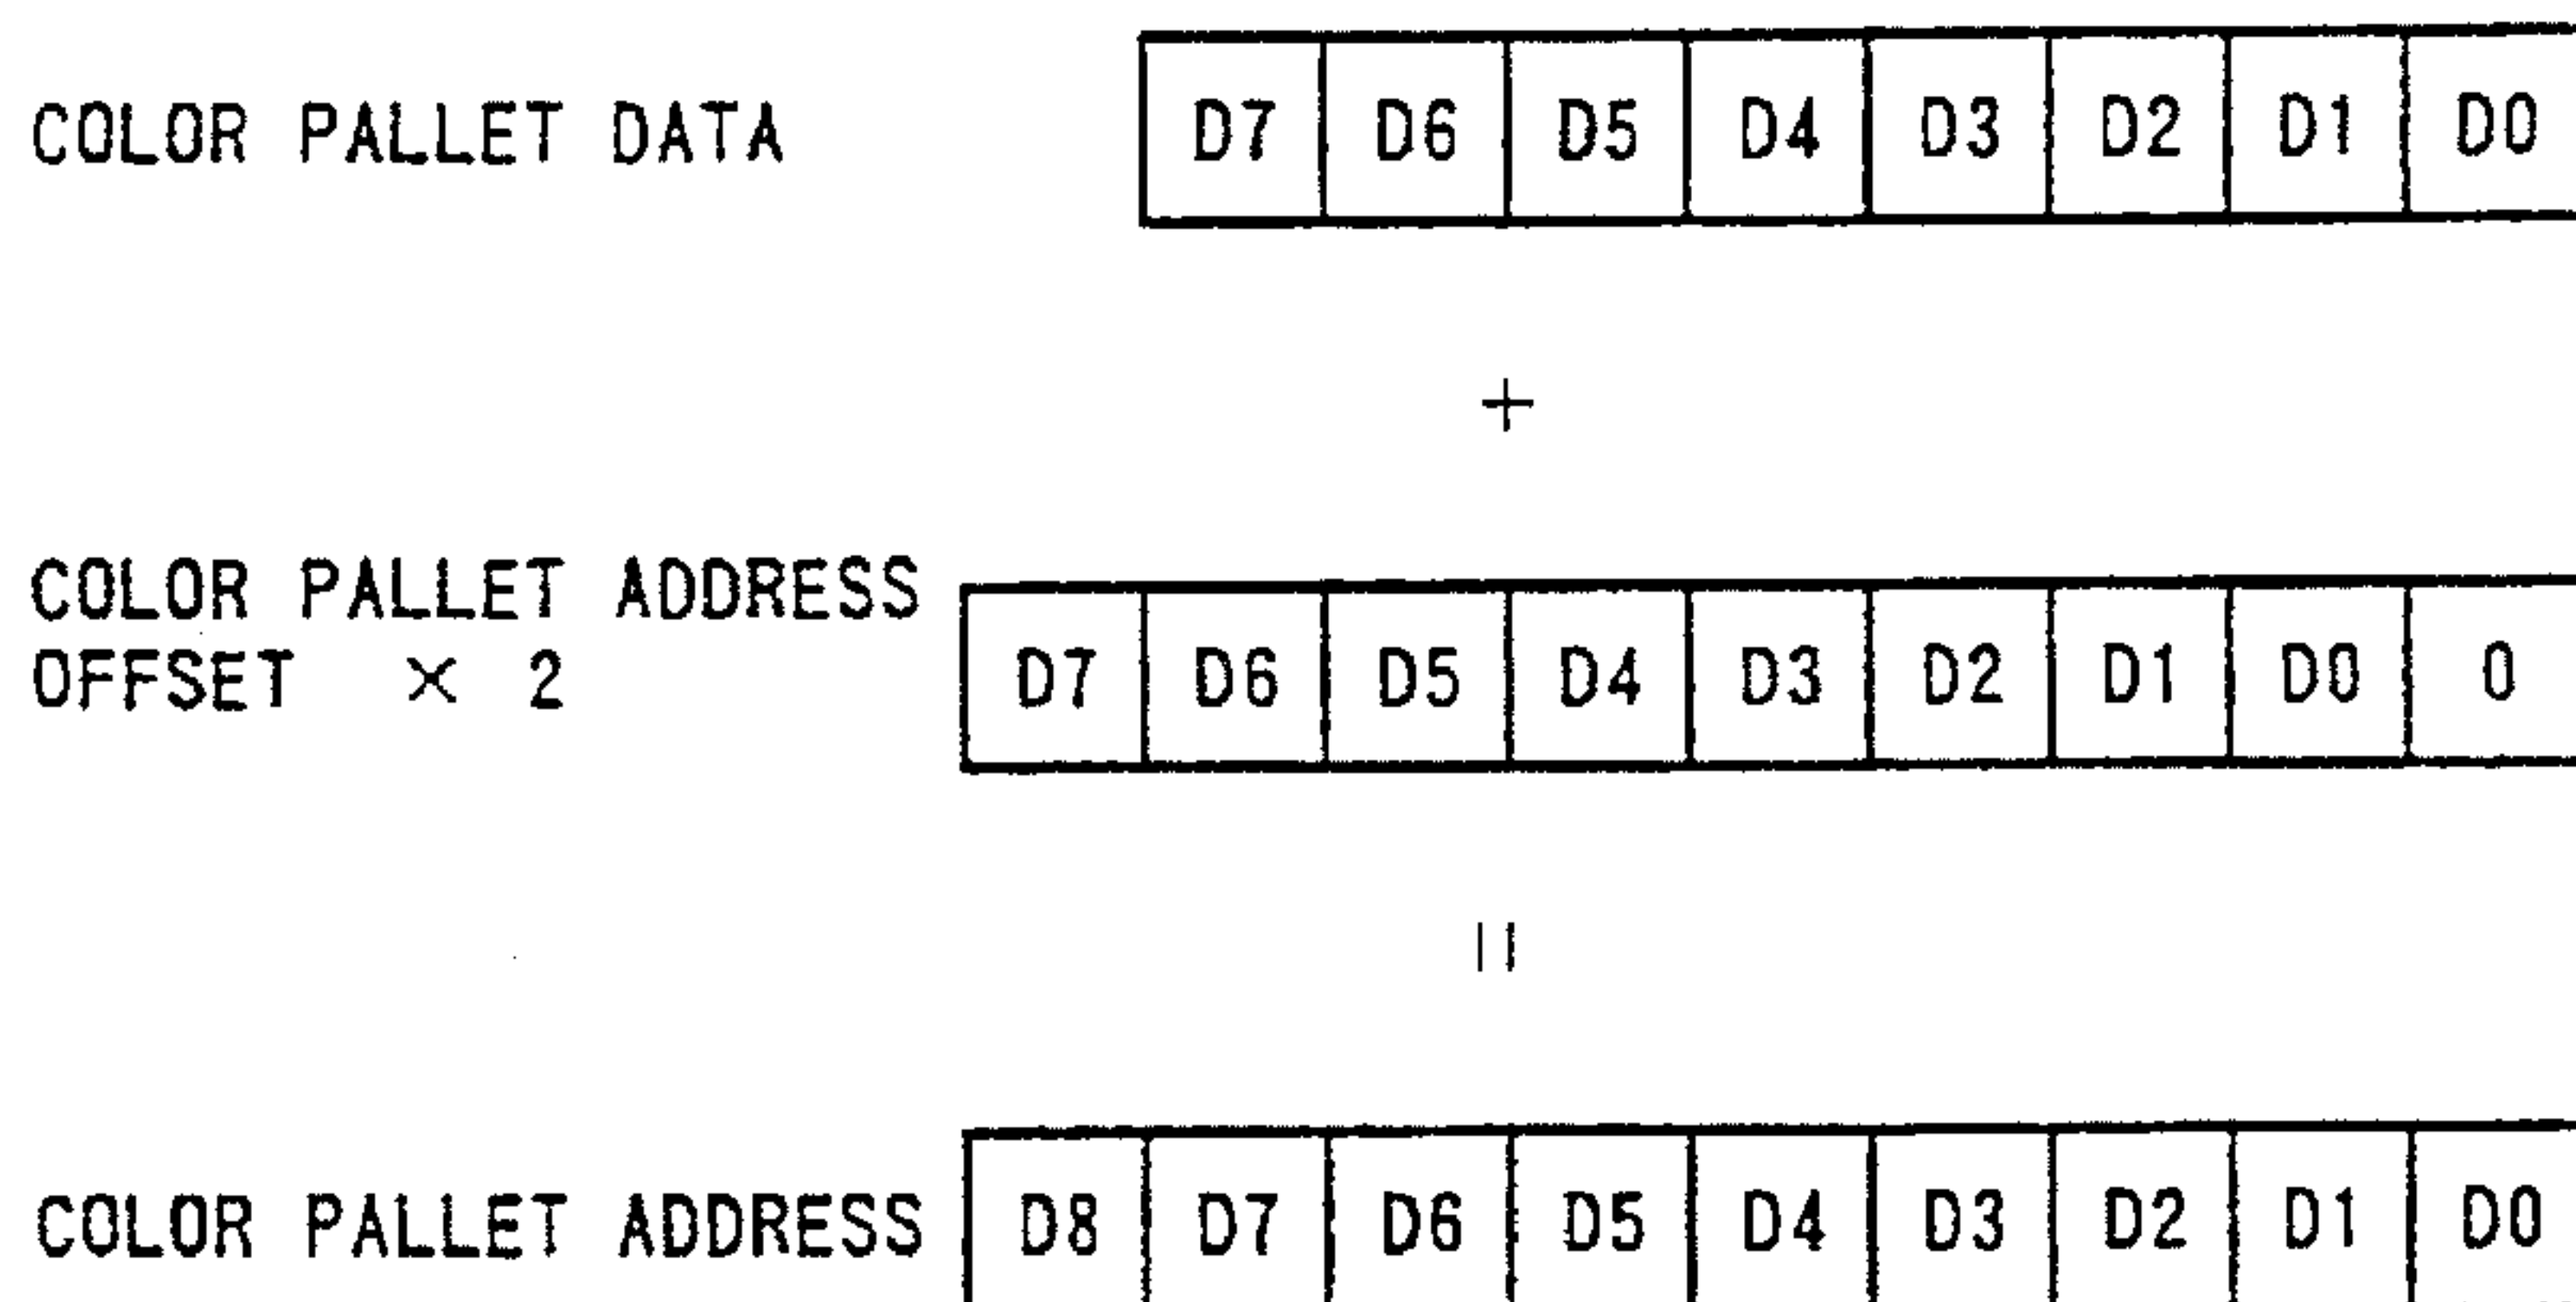 COLOR PALLET DATA D7 D6 D5 D4 D3 D2 D1 D0
+
COLOR PALLET ADDRESS
OFFSET × 2 D7 D6 D5 D4 D3 D2 D1 D0 0
||
COLOR PALLET ADDRESS D8 D7 D6 D5 D4 D3 D2 D1 D0